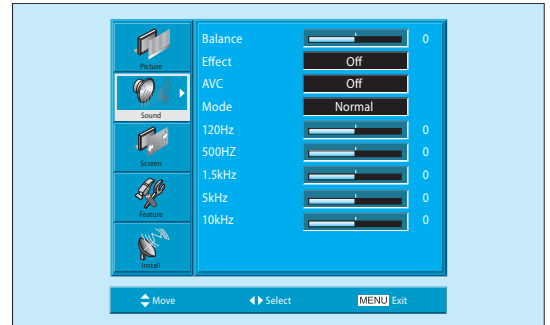 Picture
Sound
Screen
Feature
Install
Balance 0
Effect Off
AVC Off
Mode Normal
120Hz 0
500HZ 0
1.5kHz 0
5kHz 0
10kHz 0
Move Select MENU Exit